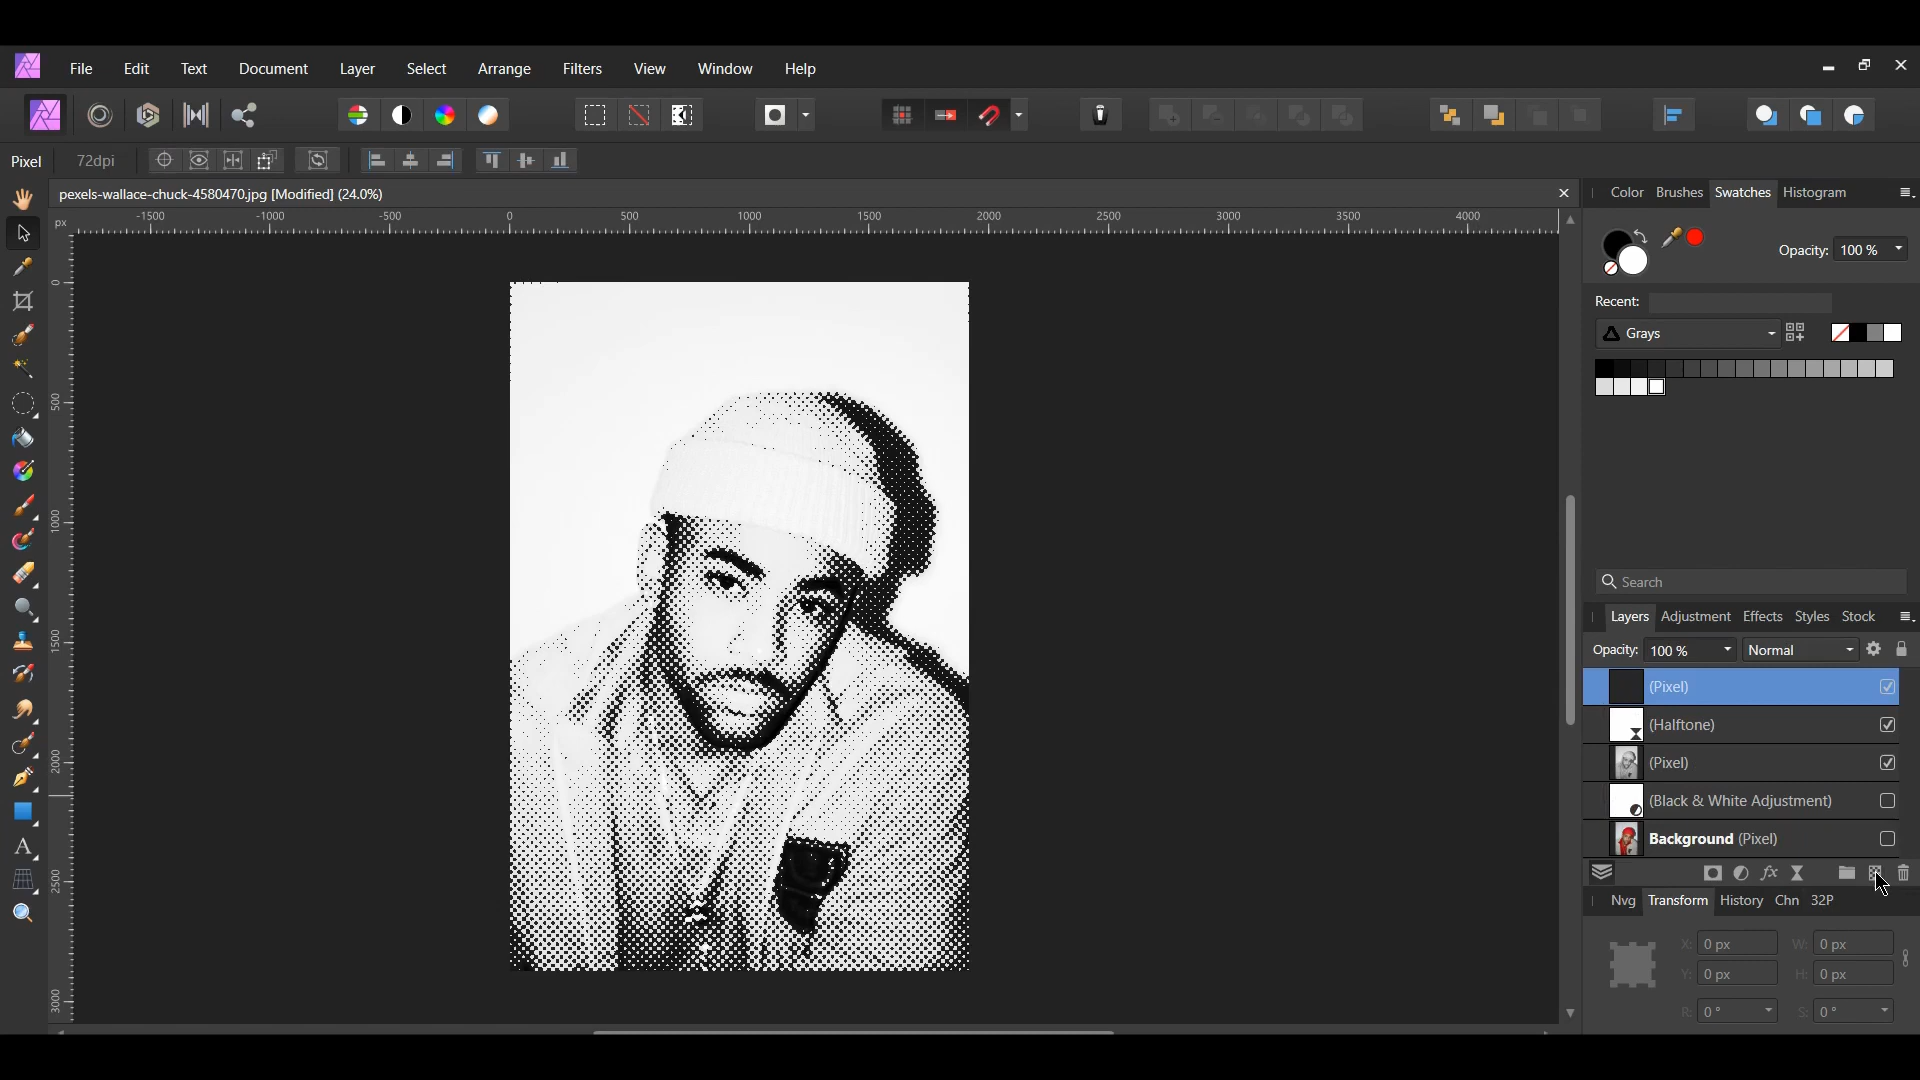 File Edit Text Document Layer Select Arrange Filters View Window Help
Pixel 72dpi
pexels-wallace-chuck-4580470.jpg [Modified] (24.0%)
Color Brushes Swatches Histogram
px -1500 -1000 -500 0 500 1000 1500 2000 2500 3000 3500 4000
0
500
1000
1500
2000
2500
3000
Opacity: 100 %
Recent:
Grays
Search
Layers Adjustment Effects Styles Stock
Opacity: 100 % Normal
(Pixel)
(Halftone)
(Pixel)
(Black & White Adjustment)
Background (Pixel)
fx
Nvg Transform History Chn 32P
X: 0 px W: 0 px
Y: 0 px H: 0 px
R: 0 ° S: 0 °